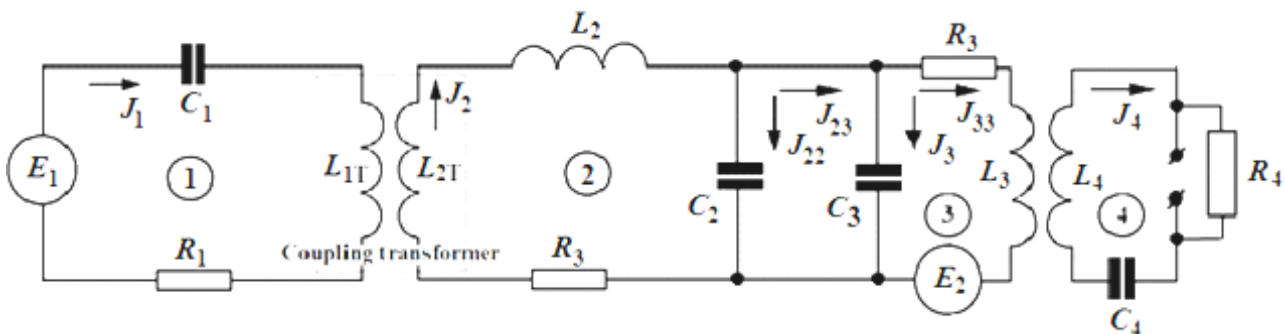 L2
R3
J1
C1
J2
J23
J33
J4
J22
J3
E1
1
L1T
L2T
2
C2
C3
L3
L4
R4
3
4
R1
Coupling transformer
R3
E2
C4